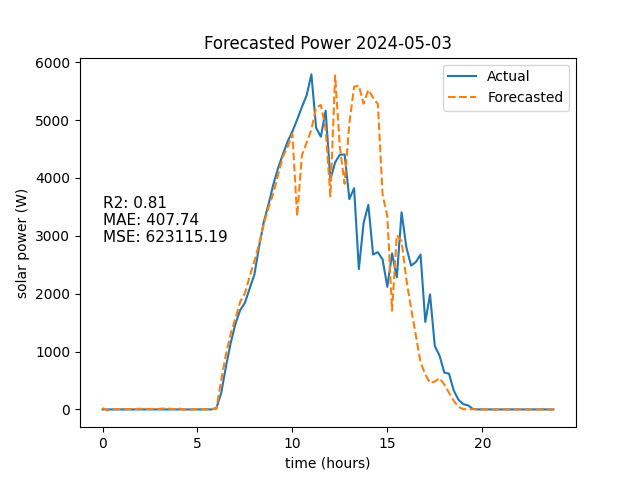 Forecasted Power 2024-05-03
6000
5000
4000
3000
2000
1000
0
solar power (W)
Actual
Forecasted
R2: 0.81
MAE: 407.74
MSE: 623115.19
0 5 10 15 20
time (hours)